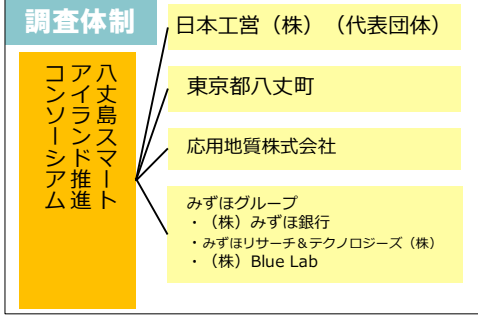 調査体制
八丈島スマート
アイランド推進
コンソーシアム
日本工営（株）（代表団体）
東京都八丈町
応用地質株式会社
みずほグループ
・（株）みずほ銀行
・みずほリサーチ＆テクノロジーズ（株）
・（株）Blue Lab